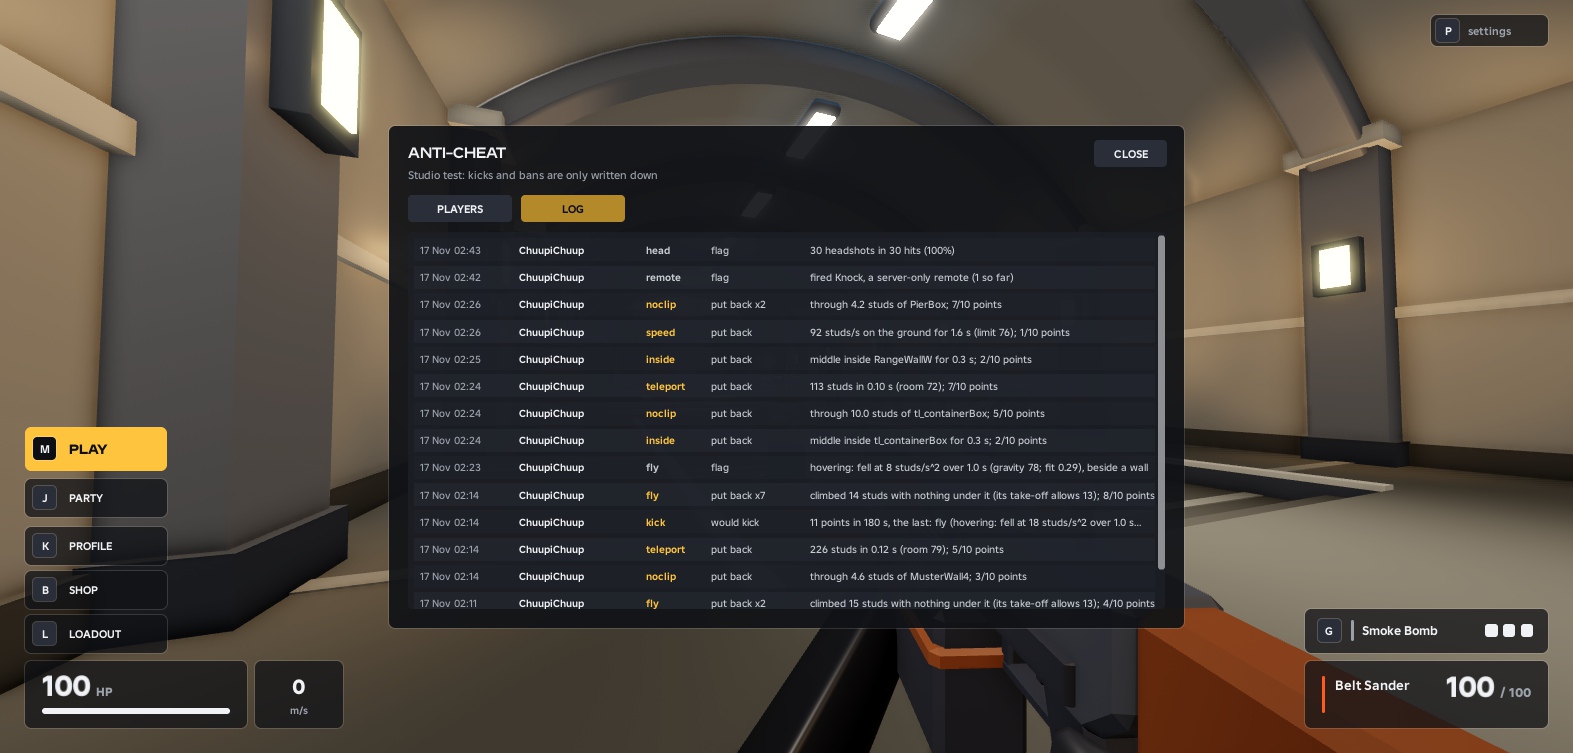 P settings
ANTI-CHEAT
CLOSE
Studio test: kicks and bans are only written down
PLAYERS LOG
17 Nov 02:43 ChuupiChuup head flag 30 headshots in 30 hits (100%)
17 Nov 02:42 ChuupiChuup remote flag fired Knock, a server-only remote (1 so far)
17 Nov 02:26 ChuupiChuup noclip put back x2 through 4.2 studs of PierBox; 7/10 points
17 Nov 02:26 ChuupiChuup speed put back 92 studs/s on the ground for 1.6 s (limit 76); 1/10 points
17 Nov 02:25 ChuupiChuup inside put back middle inside RangeWallW for 0.3 s; 2/10 points
17 Nov 02:24 ChuupiChuup teleport put back 113 studs in 0.10 s (room 72); 7/10 points
17 Nov 02:24 ChuupiChuup noclip put back through 10.0 studs of tl_containerBox; 5/10 points
17 Nov 02:24 ChuupiChuup inside put back middle inside tl_containerBox for 0.3 s; 2/10 points
17 Nov 02:23 ChuupiChuup fly flag hovering: fell at 8 studs/s^2 over 1.0 s (gravity 78; fit 0.29), beside a wall
17 Nov 02:14 ChuupiChuup fly put back x7 climbed 14 studs with nothing under it (its take-off allows 13); 8/10 points
17 Nov 02:14 ChuupiChuup kick would kick 11 points in 180 s, the last: fly (hovering: fell at 18 studs/s^2 over 1.0 s...
17 Nov 02:14 ChuupiChuup teleport put back 226 studs in 0.12 s (room 79); 5/10 points
17 Nov 02:14 ChuupiChuup noclip put back through 4.6 studs of MusterWall4; 3/10 points
17 Nov 02:11 ChuupiChuup fly put back x2 climbed 15 studs with nothing under it (its take-off allows 13); 4/10 points
M PLAY
J PARTY
K PROFILE
B SHOP
L LOADOUT
100 HP
0
m/s
G Smoke Bomb
Belt Sander 100 / 100